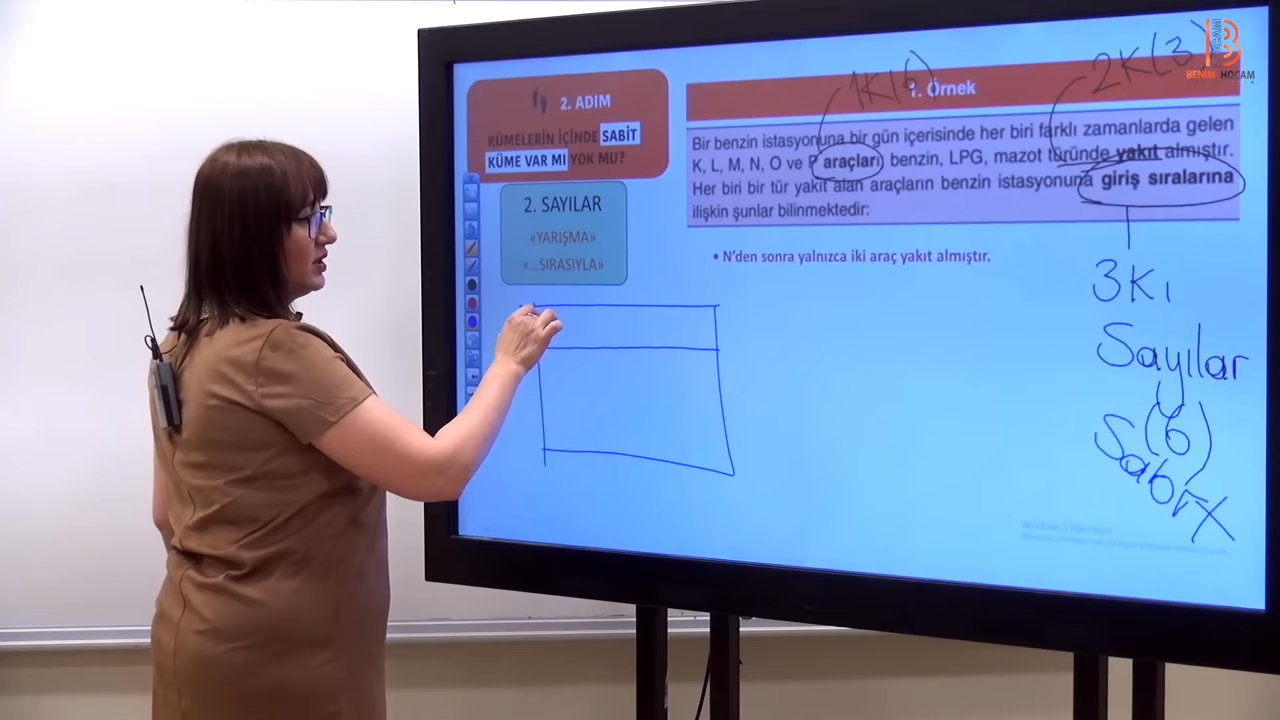 BENİM HOCAM
2. ADIM
KÜMELERİN İÇİNDE SABİT
KÜME VAR MI YOK MU?
2. SAYILAR
«YARIŞMA»
«...SIRASIYLA»
1K(6)
2K(3)
1. Örnek
Bir benzin istasyonuna bir gün içerisinde her biri farklı zamanlarda gelen
K, L, M, N, O ve P araçları benzin, LPG, mazot türünde yakıt almıştır.
Her biri bir tür yakıt alan araçların benzin istasyonuna giriş sıralarına
ilişkin şunlar bilinmektedir:
• N'den sonra yalnızca iki araç yakıt almıştır.
3K
Sayılar
(6)